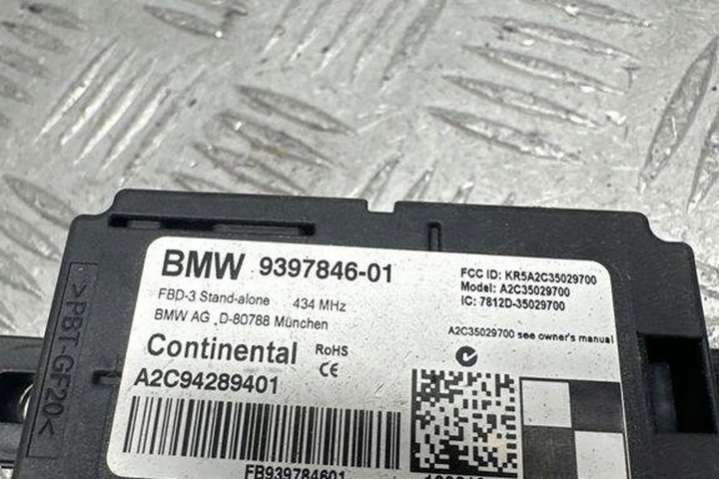 BMW 9397846-01
FBD-3 Stand-alone 434 MHz
BMW AG ,D-80788 München
FCC ID: KR5A2C35029700
Model: A2C35029700
IC: 7812D-35029700
A2C35029700 see owner's manual
Continental RoHS
CE
A2C94289401
FB939784601
>PBT-GF20<